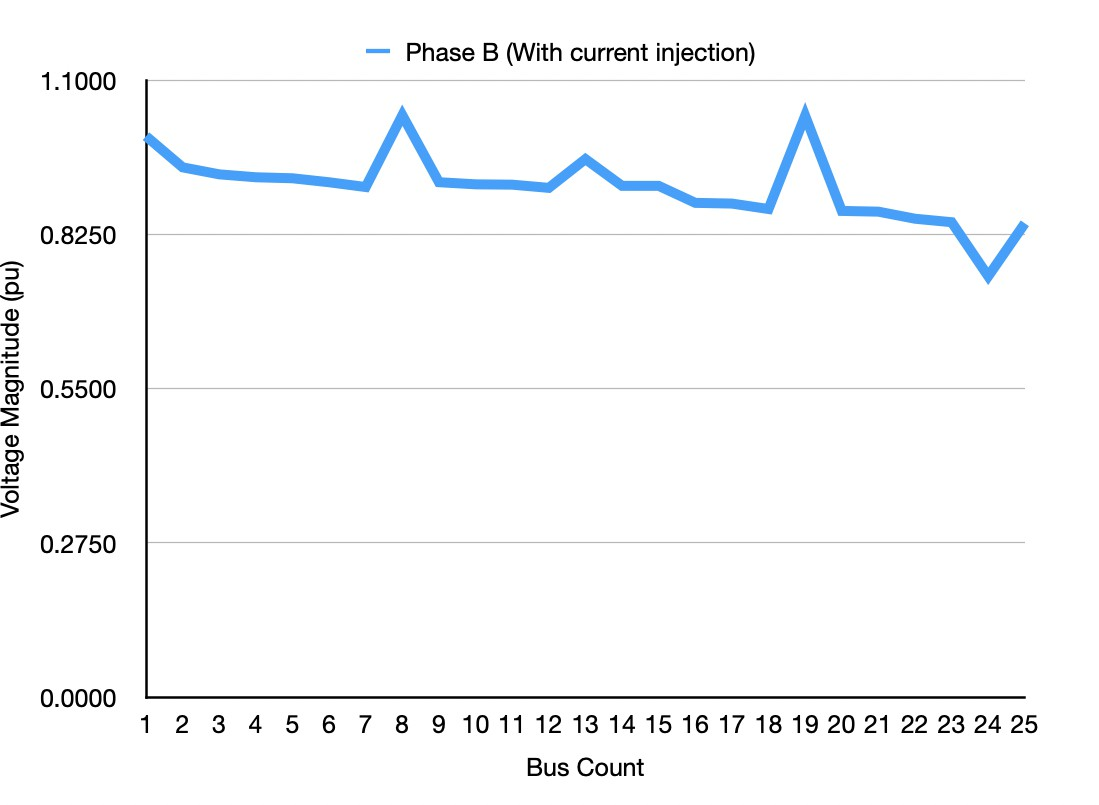 Phase B (With current injection)
1.1000
0.8250
0.5500
0.2750
0.0000
Voltage Magnitude (pu)
1 2 3 4 5 6 7 8 9 10 11 12 13 14 15 16 17 18 19 20 21 22 23 24 25
Bus Count